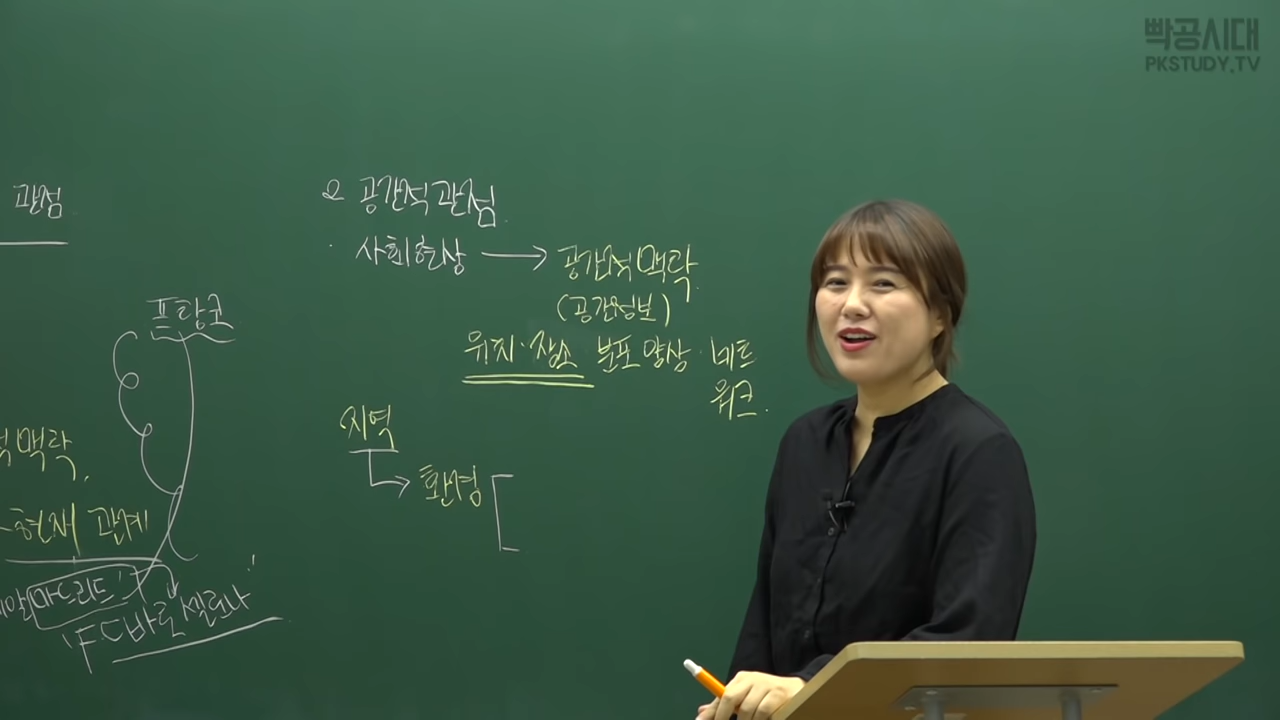 빡공시대
PKSTUDY.TV
관점
프랑코
적맥락.
현재 관계
마드리드'
'FC바르셀로나'
2. 공간적 관점.
· 사회현상 → 공간적 맥락.
(공간정보)
위치·장소 분포 양상·네트
워크.
지역
→ 환경 [